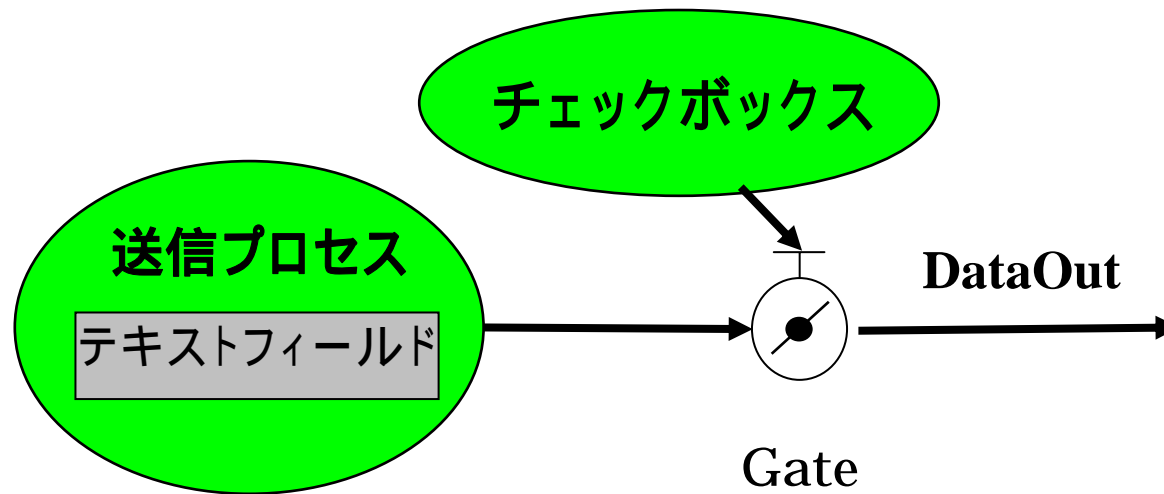 チェックボックス
送信プロセス
テキストフィールド
DataOut
Gate